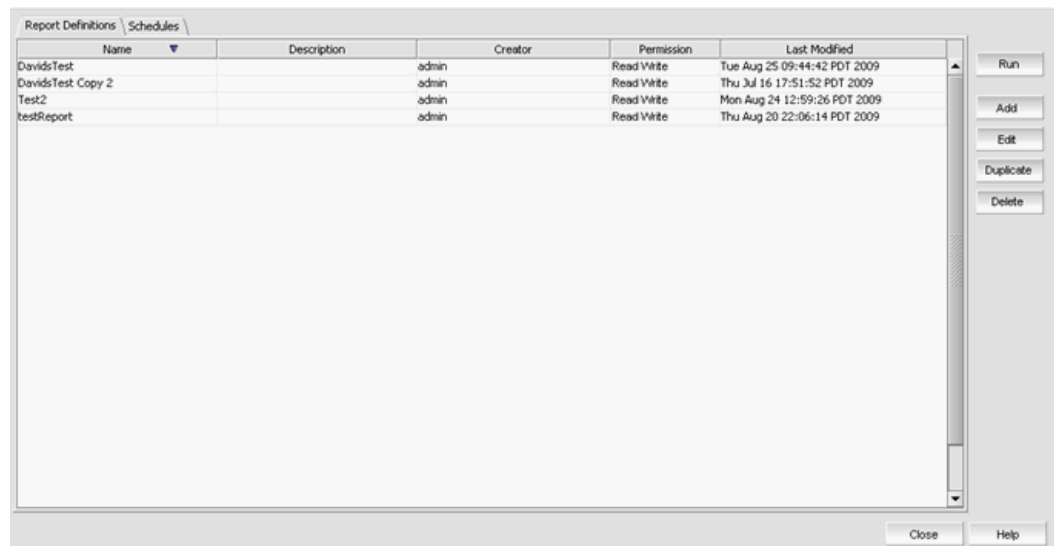 Report Definitions Schedules
Name Description Creator Permission Last Modified
DavidsTest admin Read Write Tue Aug 25 09:44:42 PDT 2009
DavidsTest Copy 2 admin Read Write Thu Jul 16 17:51:52 PDT 2009
Test2 admin Read Write Mon Aug 24 12:59:26 PDT 2009
testReport admin Read Write Thu Aug 20 22:06:14 PDT 2009
Run
Add
Edit
Duplicate
Delete
Close Help